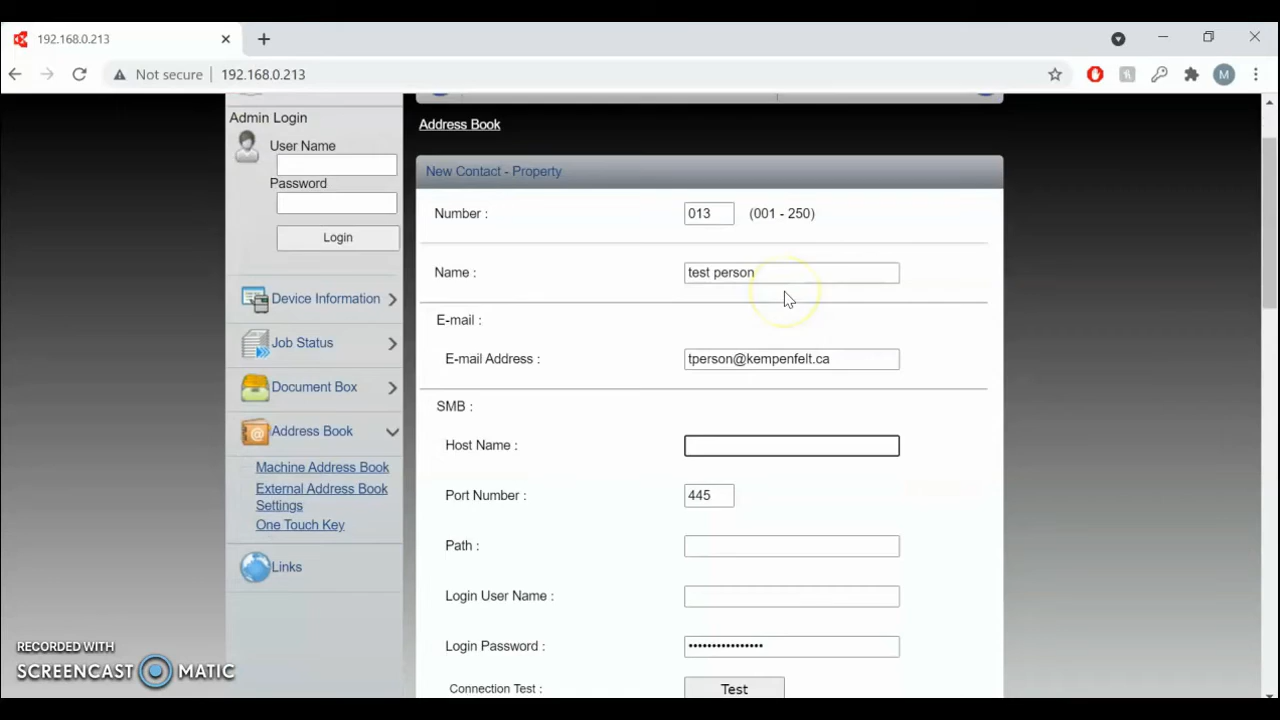 192.168.0.213
Not secure
192.168.0.213
M
Admin Login
User Name
Password
Login
Device Information
Job Status
Document Box
Address Book
Machine Address Book
External Address Book
Settings
One Touch Key
Links
Address Book
New Contact - Property
Number : 013 (001 - 250)
Name : test person
E-mail :
E-mail Address : tperson@kempenfelt.ca
SMB :
Host Name :
Port Number : 445
Path :
Login User Name :
Login Password : ••••••••••••••••
Connection Test : Test
RECORDED WITH
SCREENCAST MATIC